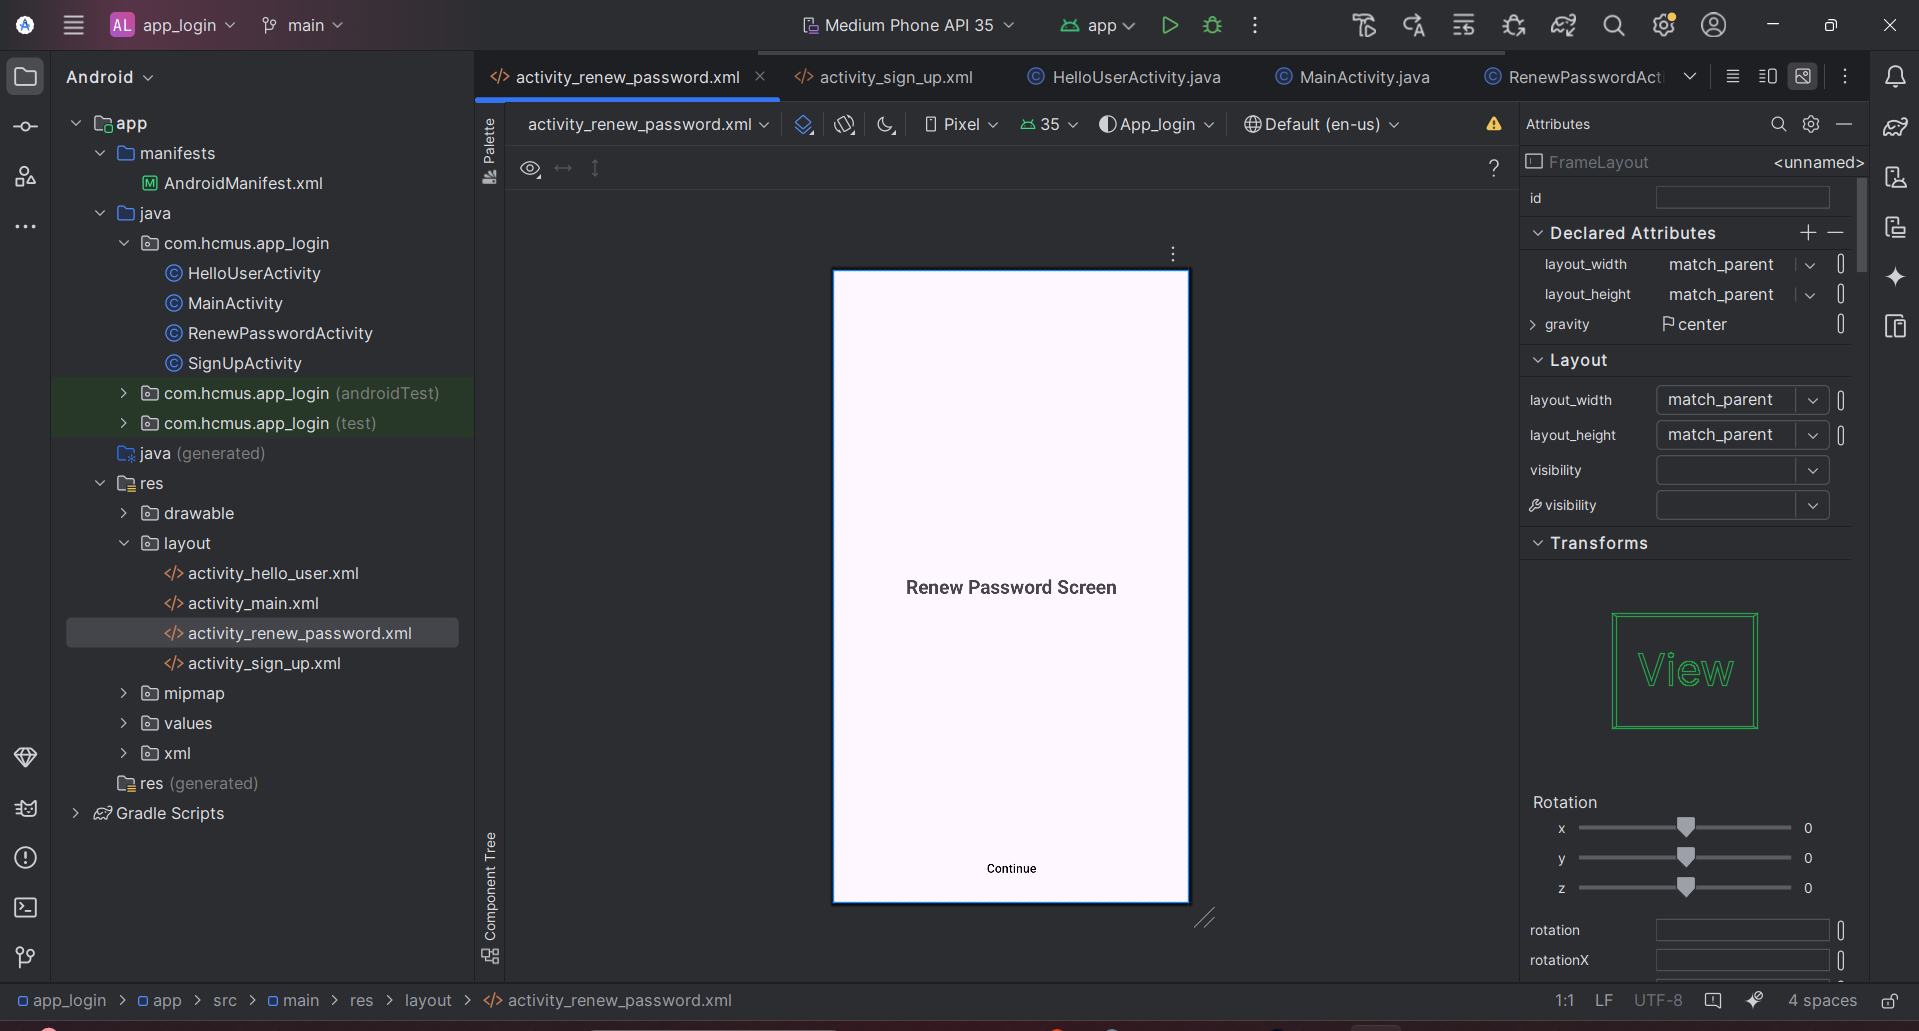 AL app_login main Medium Phone API 35 app
Android
app
manifests
AndroidManifest.xml
java
com.hcmus.app_login
HelloUserActivity
MainActivity
RenewPasswordActivity
SignUpActivity
com.hcmus.app_login (androidTest)
com.hcmus.app_login (test)
java (generated)
res
drawable
layout
activity_hello_user.xml
activity_main.xml
activity_renew_password.xml
activity_sign_up.xml
mipmap
values
xml
res (generated)
Gradle Scripts
activity_renew_password.xml activity_sign_up.xml HelloUserActivity.java MainActivity.java RenewPasswordActi
Palette
activity_renew_password.xml Pixel 35 App_login Default (en-us)
?
Renew Password Screen
Continue
Component Tree
Attributes
FrameLayout <unnamed>
id
Declared Attributes
layout_width match_parent
layout_height match_parent
gravity center
Layout
layout_width match_parent
layout_height match_parent
visibility
visibility
Transforms
View
Rotation
x 0
y 0
z 0
rotation
rotationX
app_login > app > src > main > res > layout > activity_renew_password.xml
1:1 LF UTF-8 4 spaces